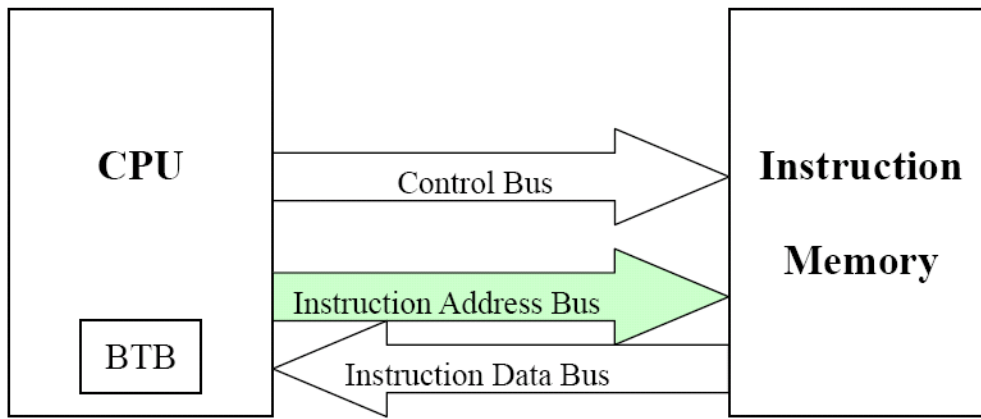 CPU
BTB
Control Bus
Instruction Address Bus
Instruction Data Bus
Instruction
Memory